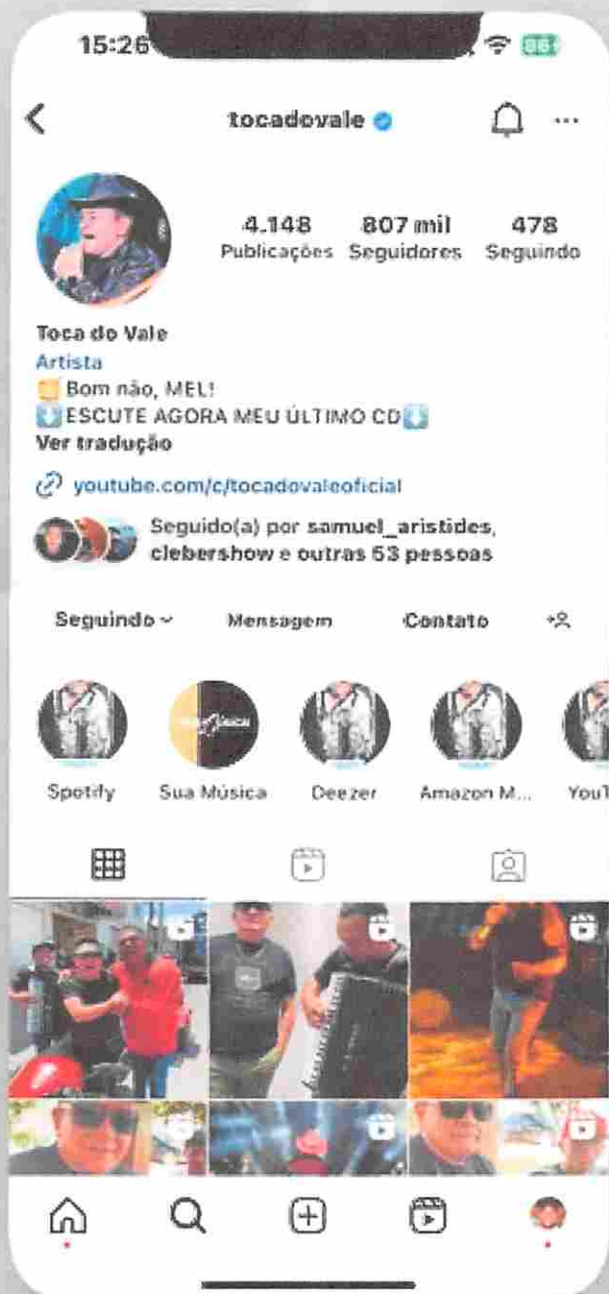 15:26 86
tocadovale
4.148 807 mil 478
Publicações Seguidores Seguindo
Toca do Vale
Artista
Bom não, MEL!
ESCUTE AGORA MEU ÚLTIMO CD
Ver tradução
youtube.com/c/tocadovaleoficial
Seguido(a) por samuel_aristides,
clebershow e outras 53 pessoas
Seguindo Mensagem Contato
Spotify Sua Música Deezer Amazon M... YouT